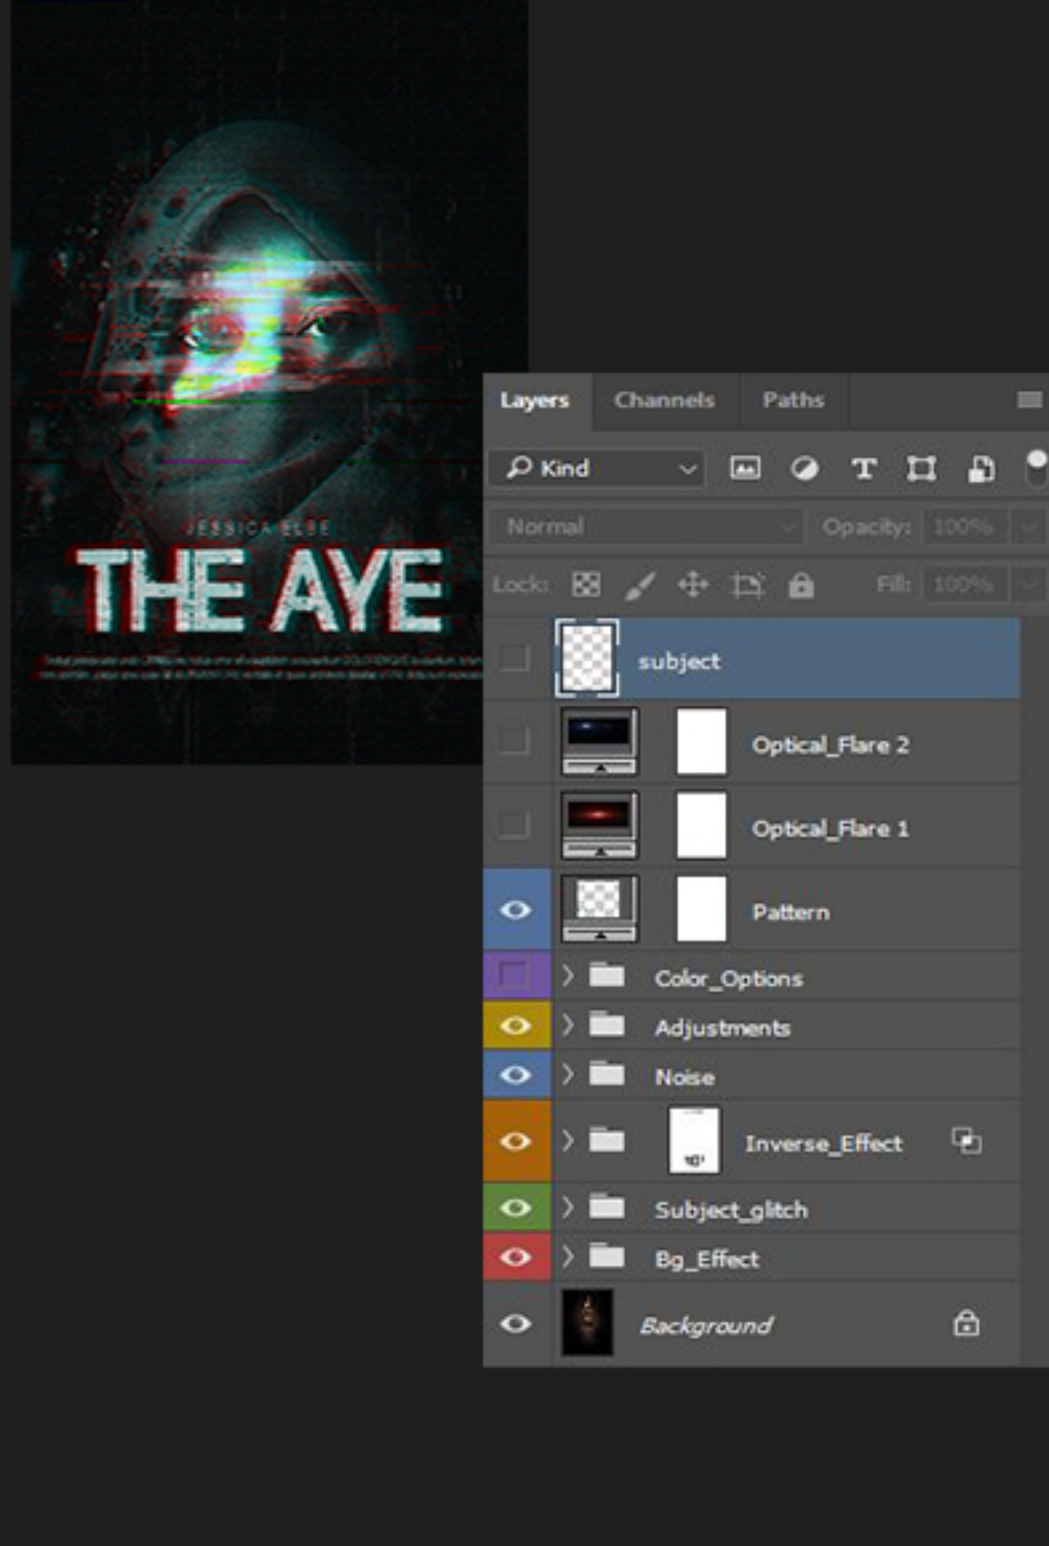 JESSICA ELBE
THE AYE
Layers Channels Paths
Kind
Normal Opacity: 100%
Lock: Fill: 100%
subject
Optical_Flare 2
Optical_Flare 1
Pattern
Color_Options
Adjustments
Noise
Inverse_Effect
Subject_glitch
Bg_Effect
Background